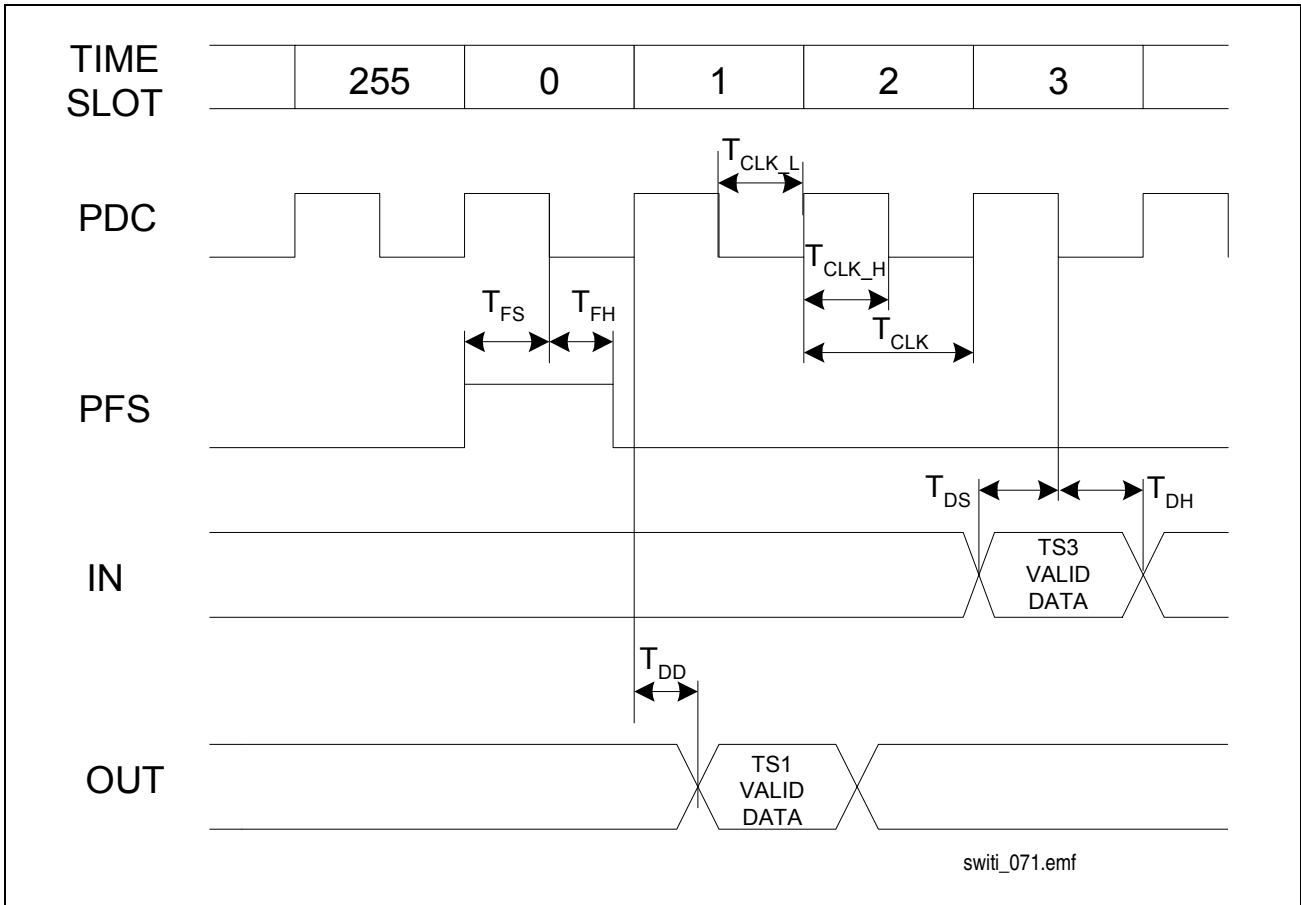 TIME
SLOT
255 0 1 2 3
T_CLK_L
PDC
T_CLK_H
T_FS T_FH
T_CLK
PFS
T_DS T_DH
IN
TS3
VALID
DATA
T_DD
OUT
TS1
VALID
DATA
switi_071.emf